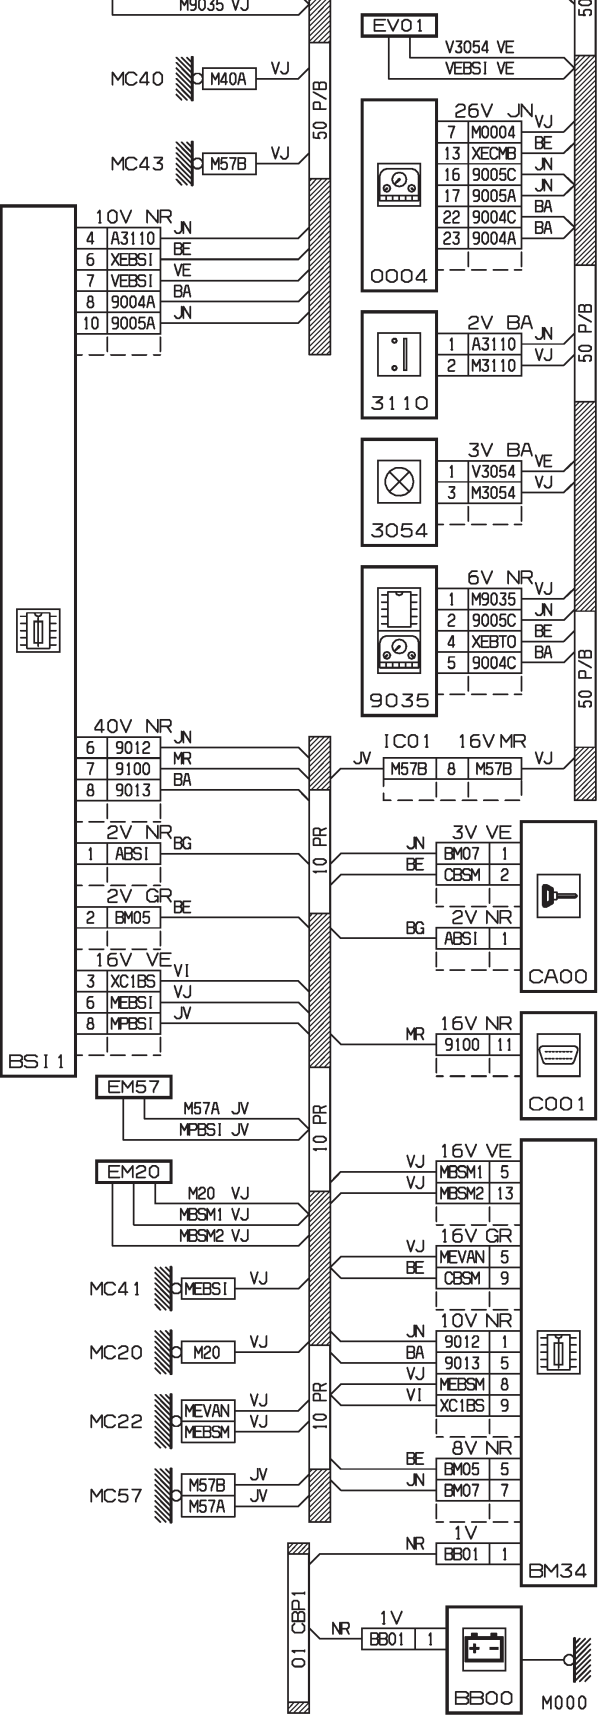 M9035 VJ
MC40 M40A VJ
MC43 M57B VJ
50 P/B
10V NR
4 A3110 JN
6 XEBSI BE
7 VEBSI VE
8 9004A BA
10 9005A JN
40V NR
6 9012 JN
7 9100 MR
8 9013 BA
2V NR
1 ABSI BG
2V GR
2 BM05 BE
16V VE
3 XC1BS VI
6 MEBSI VJ
8 MPBSI JV
BSI1
EM57
M57A JV
MPBSI JV
EM20
M20 VJ
MBSM1 VJ
MBSM2 VJ
MC41 MEBSI VJ
MC20 M20 VJ
MC22 MEVAN VJ
MEBSM VJ
MC57 M57B JV
M57A JV
10 PR
10 PR
10 PR
50
EV01
V3054 VE
VEBSI VE
26V JN
7 M0004 VJ
13 XECMB BE
16 9005C JN
17 9005A JN
22 9004C BA
23 9004A BA
0004
2V BA
1 A3110 JN
2 M3110 VJ
3110
50 P/B
3V BA
1 V3054 VE
3 M3054 VJ
3054
6V NR
1 M9035 VJ
2 9005C JN
4 XEBTO BE
5 9004C BA
9035
50 P/B
IC01 16V MR
JV M57B 8 M57B VJ
3V VE
JN BM07 1
BE CBSM 2
2V NR
BG ABSI 1
CA00
16V NR
MR 9100 11
C001
16V VE
VJ MBSM1 5
VJ MBSM2 13
16V GR
VJ MEVAN 5
BE CBSM 9
10V NR
JN 9012 1
BA 9013 5
VJ MEBSM 8
VI XC1BS 9
8V NR
BE BM05 5
JN BM07 7
1V
NR BB01 1
BM34
01 CBP1
1V
NR BB01 1
+ -
BB00
M000